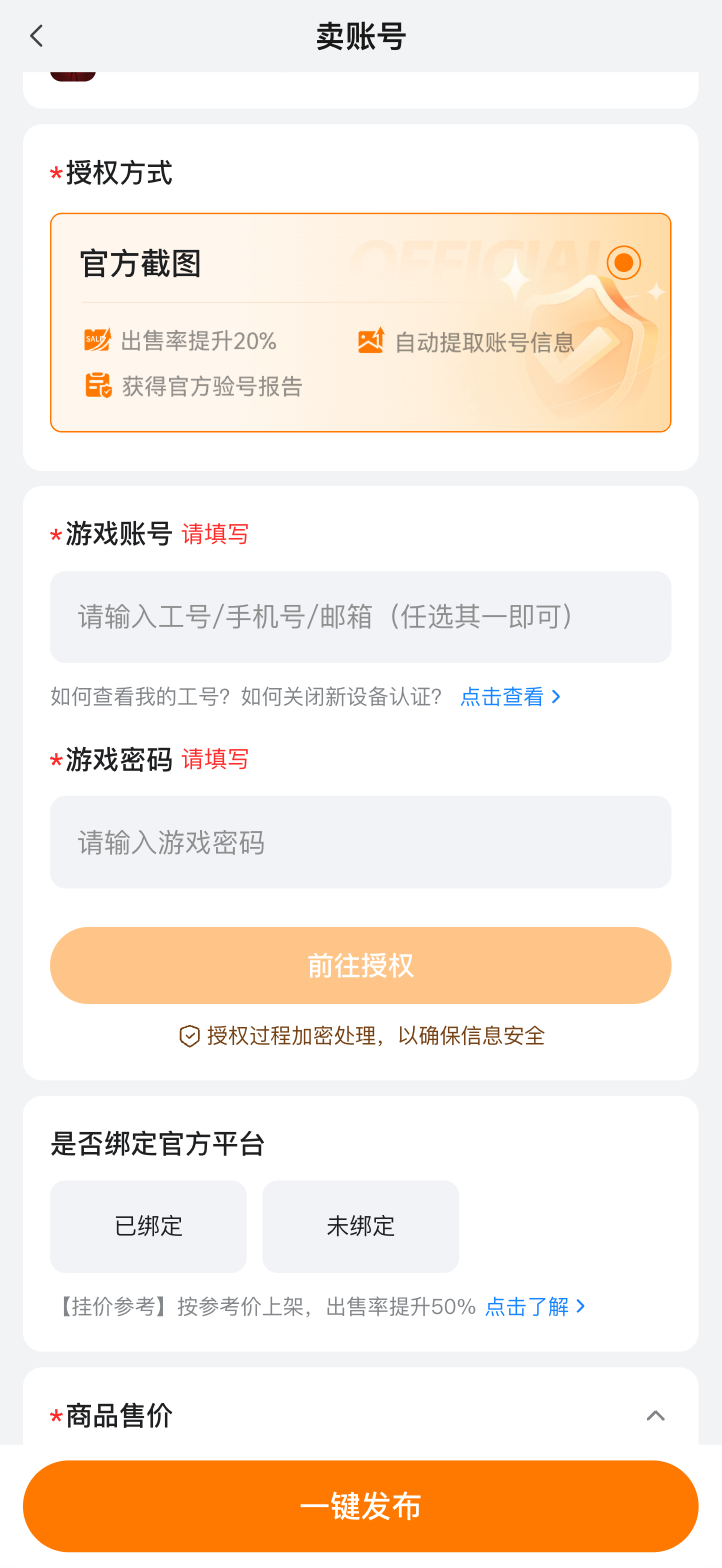 卖账号
*授权方式
OFFICIAL
官方截图
SALE
出售率提升20%
自动提取账号信息
获得官方验号报告
*游戏账号 请填写
请输入工号/手机号/邮箱（任选其一即可）
如何查看我的工号？如何关闭新设备认证？ 点击查看
*游戏密码 请填写
请输入游戏密码
前往授权
授权过程加密处理，以确保信息安全
是否绑定官方平台
已绑定
未绑定
【挂价参考】按参考价上架，出售率提升50% 点击了解
*商品售价
一键发布